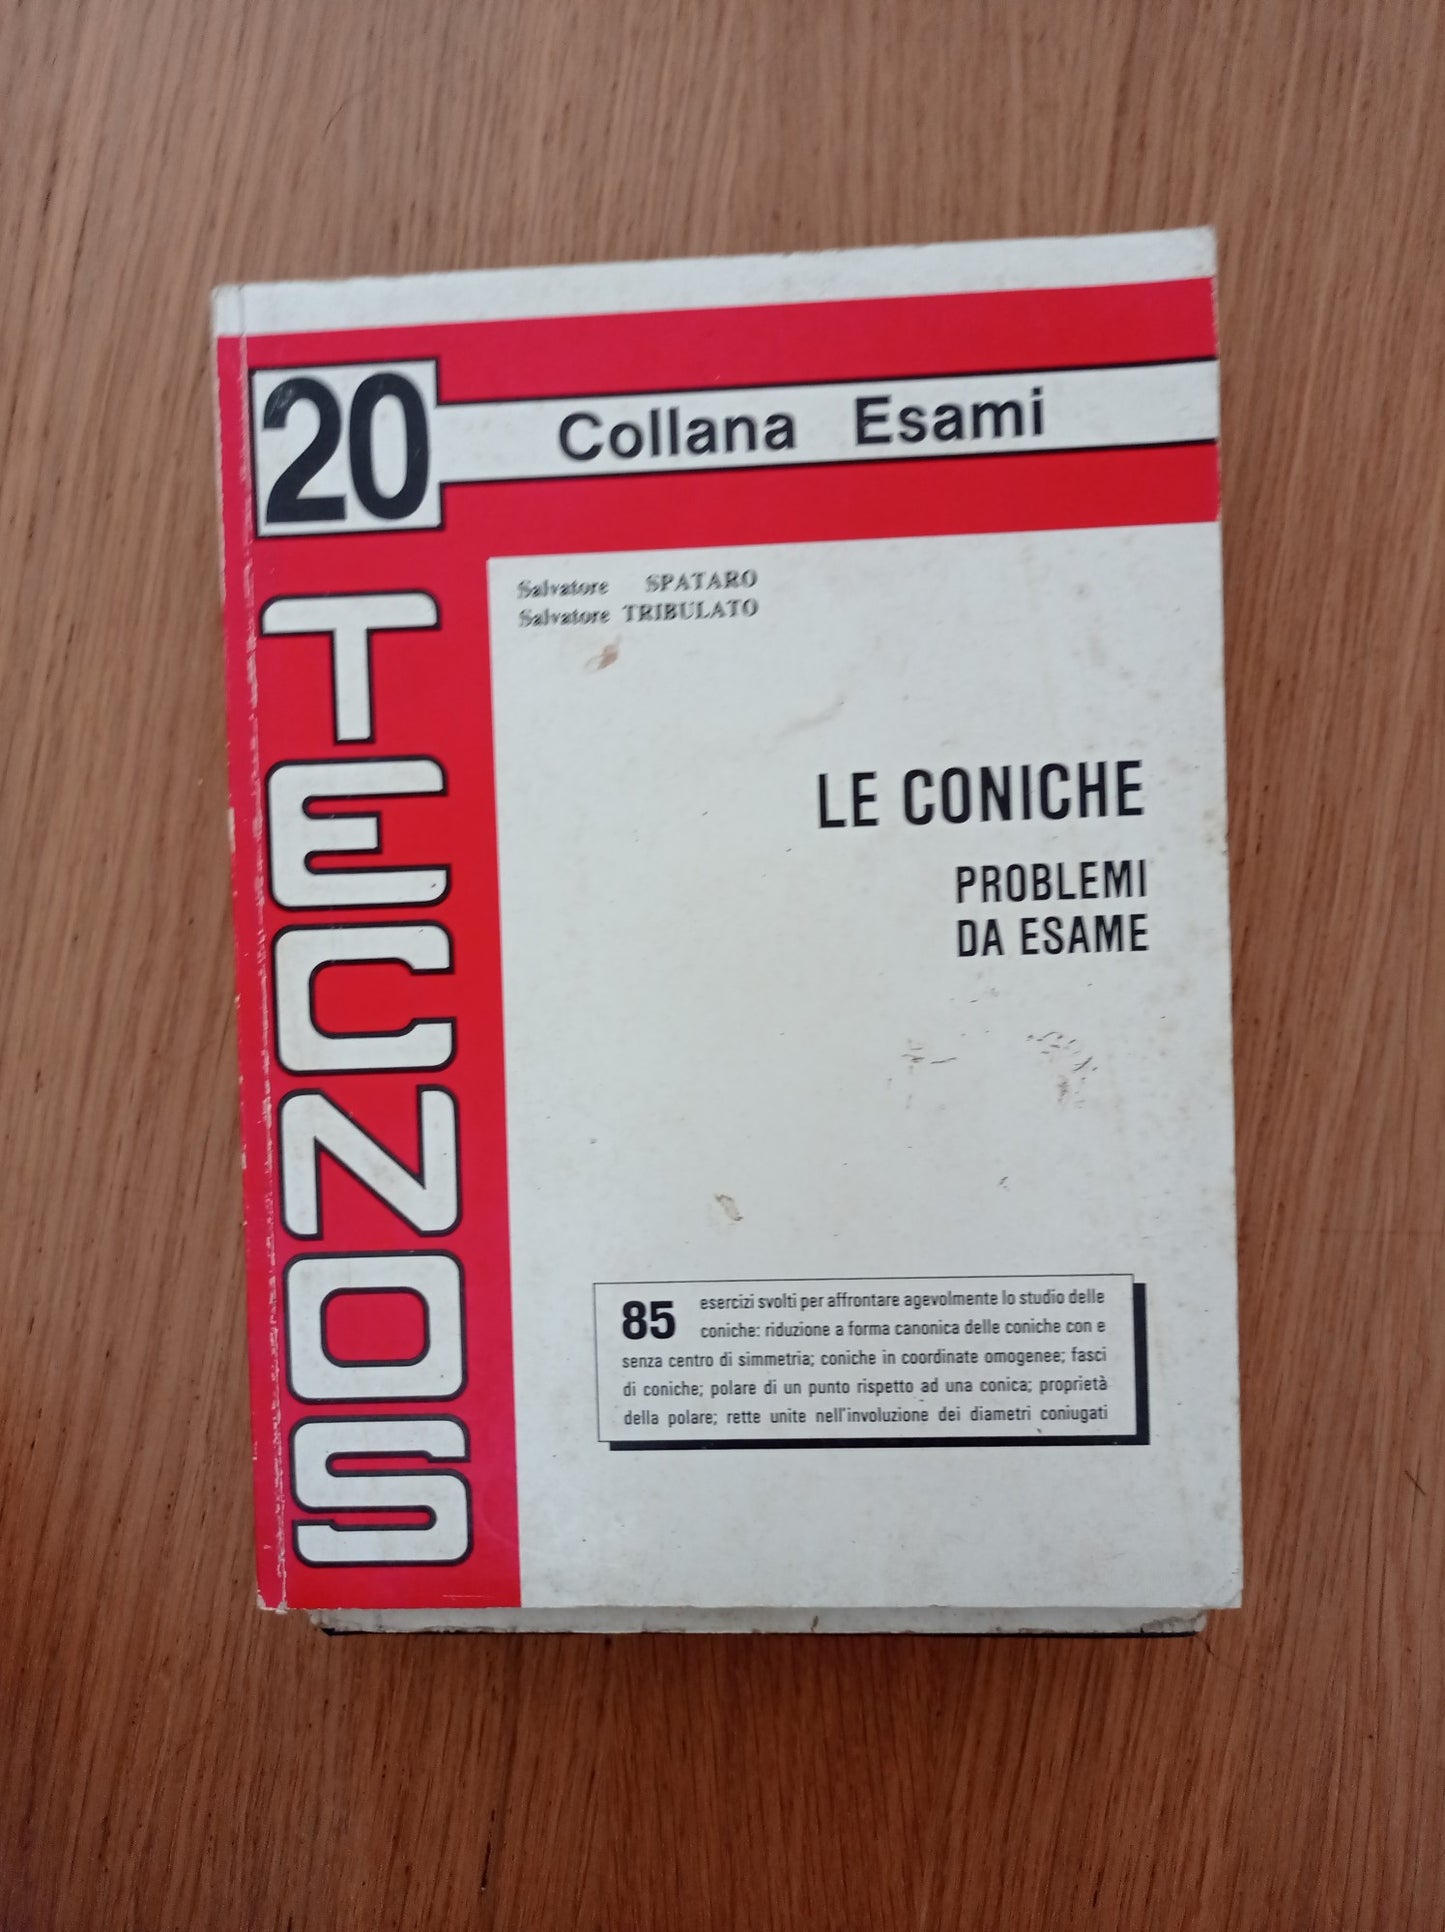 20 Collana Esami
TECNOS
Salvatore SPATARO
Salvatore TRIBULATO
LE CONICHE
PROBLEMI
DA ESAME
85 esercizi svolti per affrontare agevolmente lo studio delle
coniche: riduzione a forma canonica delle coniche con e
senza centro di simmetria; coniche in coordinate omogenee; fasci
di coniche; polare di un punto rispetto ad una conica; proprietà
della polare; rette unite nell'involuzione dei diametri coniugati